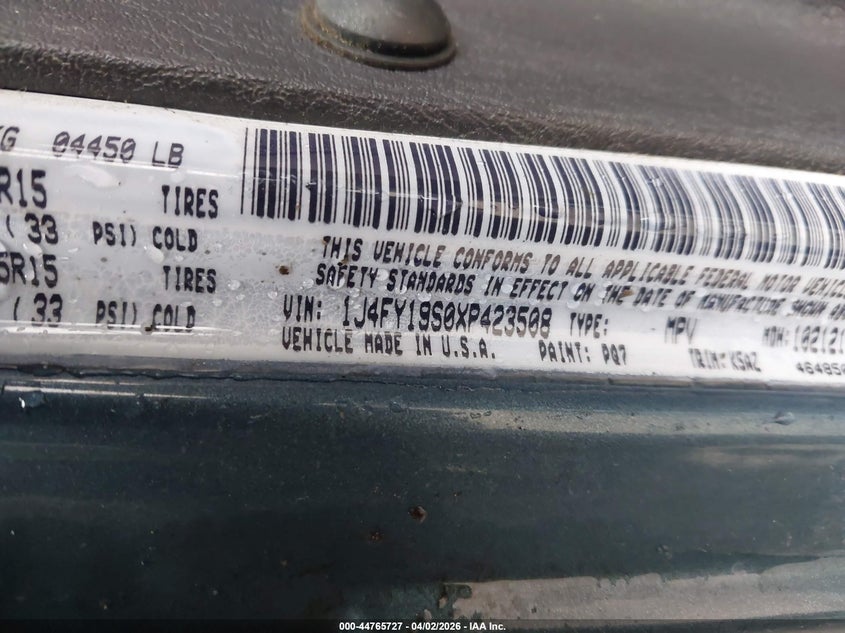 04450 LB
R15 TIRES
(33 PSI) COLD
5R15 TIRES
(33 PSI) COLD
THIS VEHICLE CONFORMS TO ALL APPLICABLE FEDERAL MOTOR
SAFETY STANDARDS IN EFFECT ON THE DATE OF MANUFACTURE SHOWN
VIN: 1J4FY19S0XP423508 TYPE: MPV MDH: 10212
VEHICLE MADE IN U.S.A. PAINT: PQ7 TRIM: K5AZ
000-44765727 - 04/02/2026 - IAA Inc.